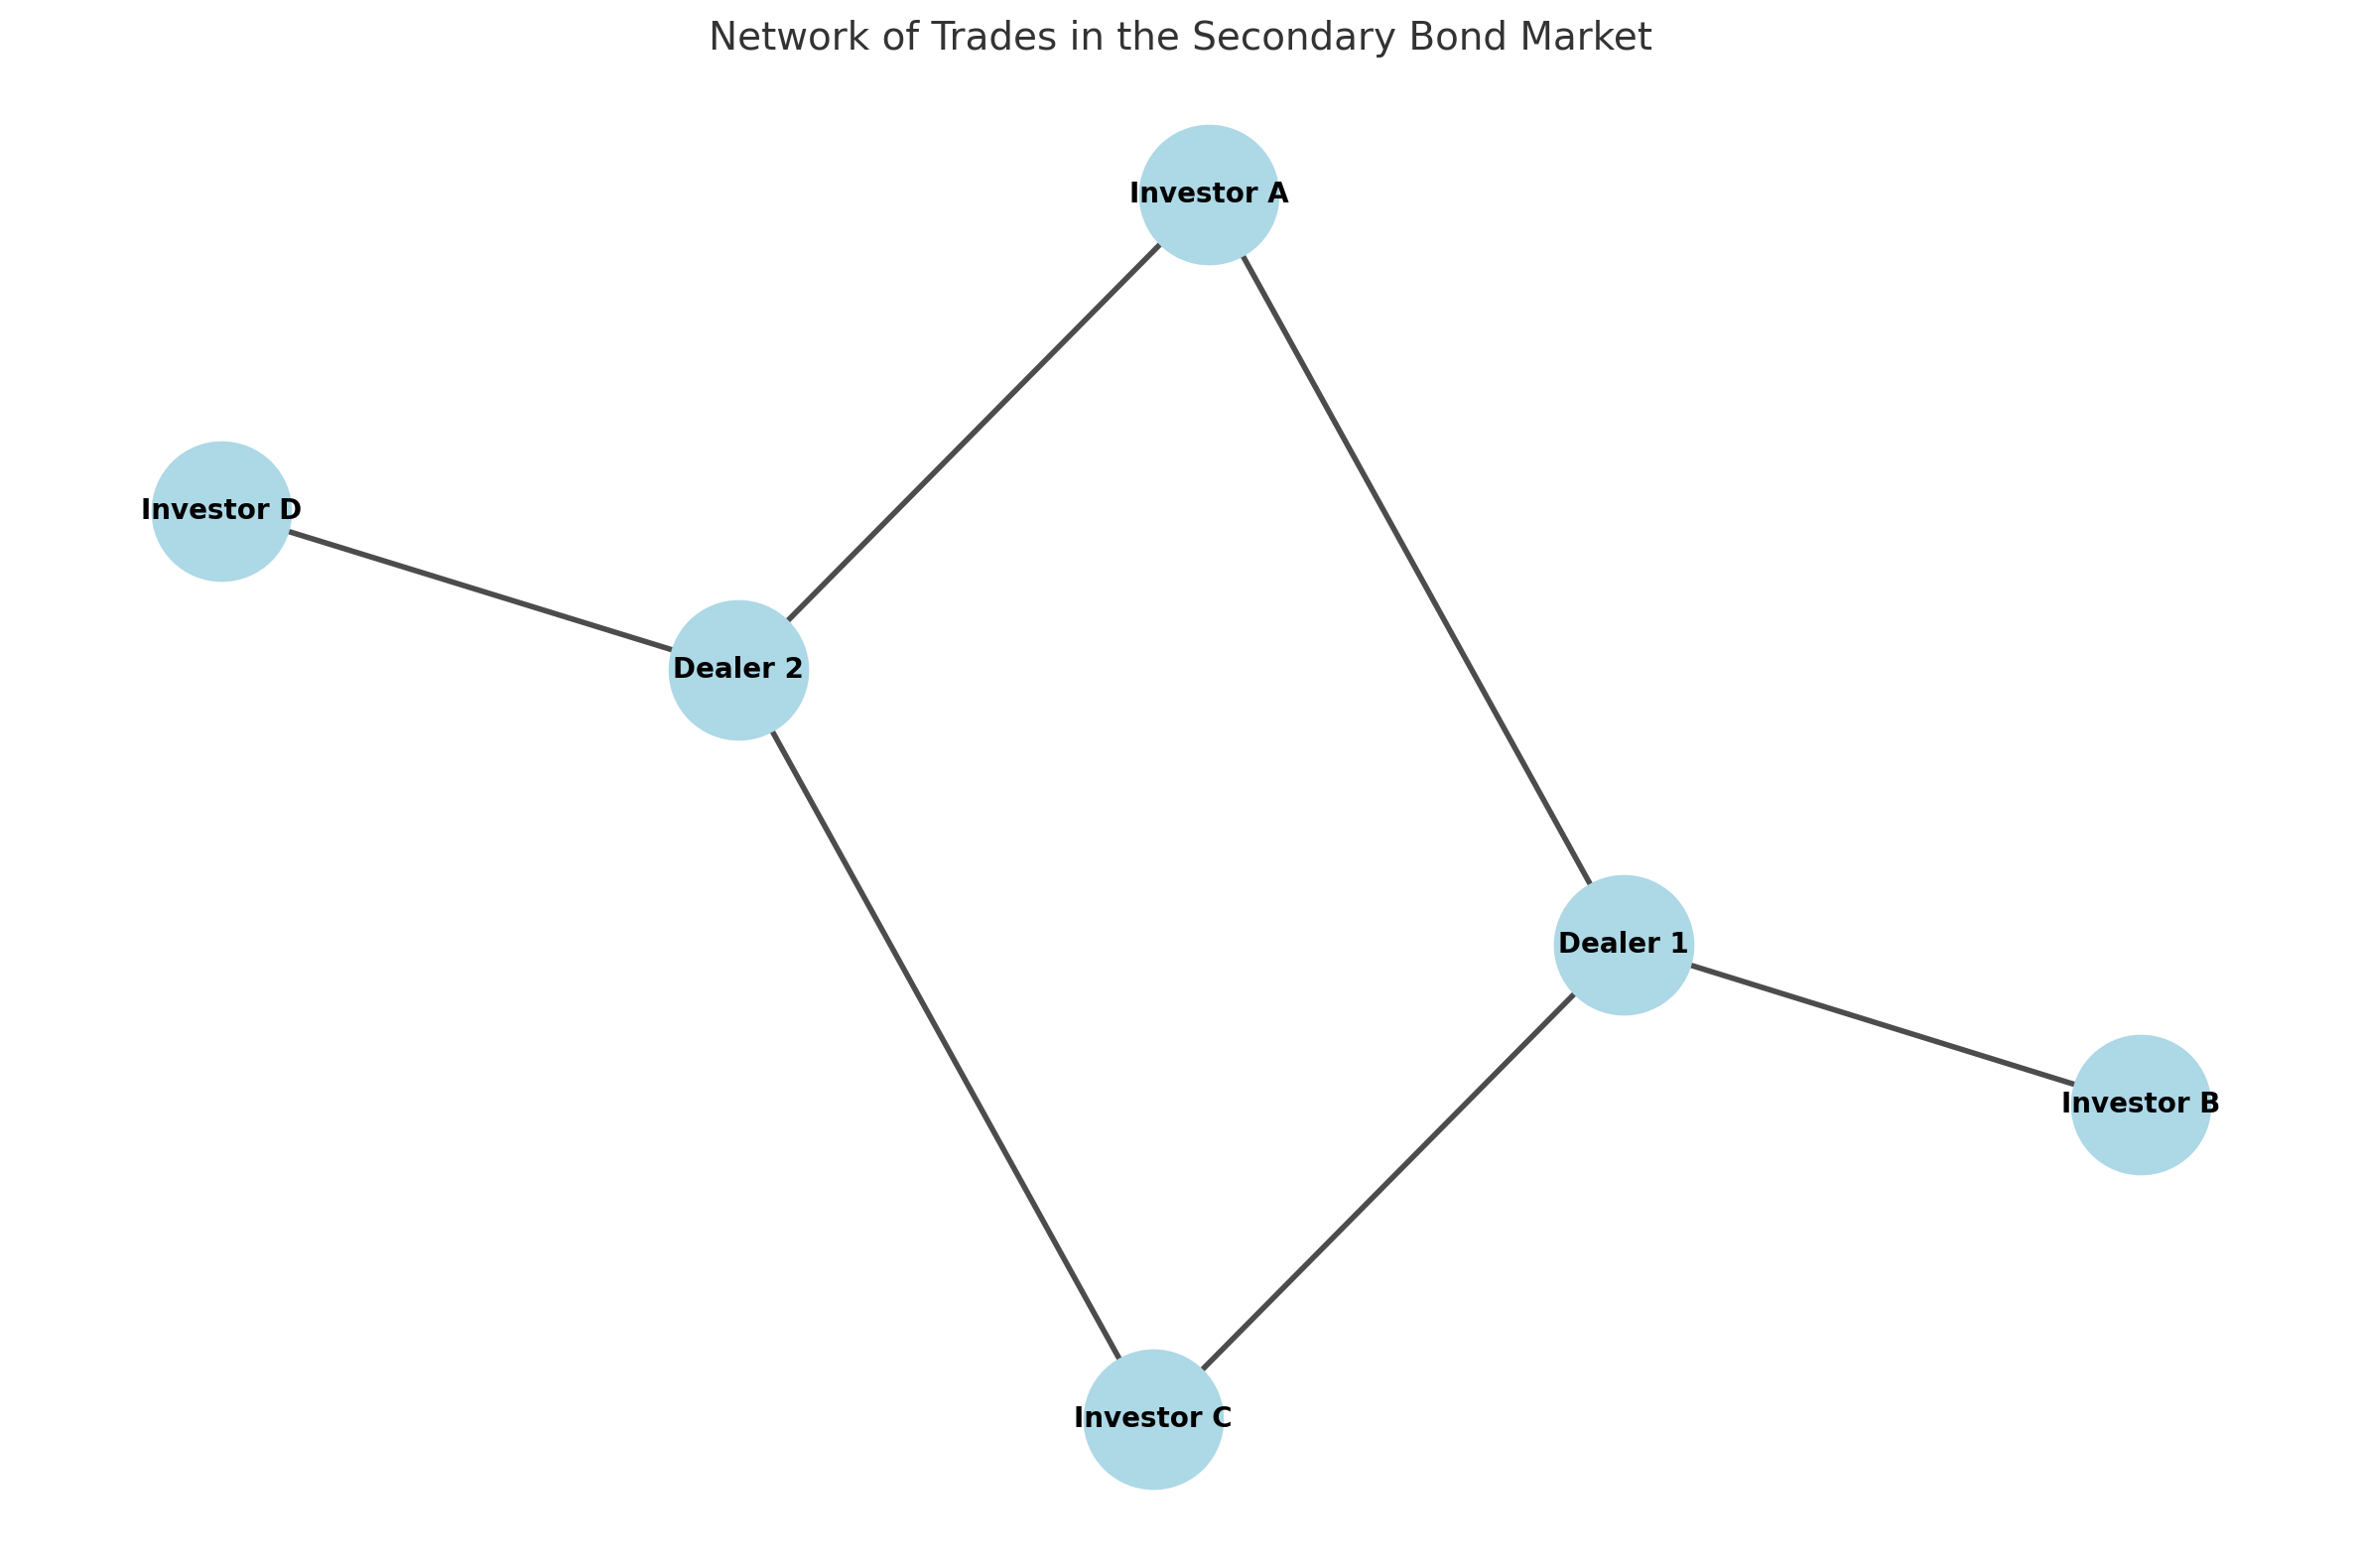 Network of Trades in the Secondary Bond Market
Investor A
Investor D
Dealer 2
Dealer 1
Investor B
Investor C